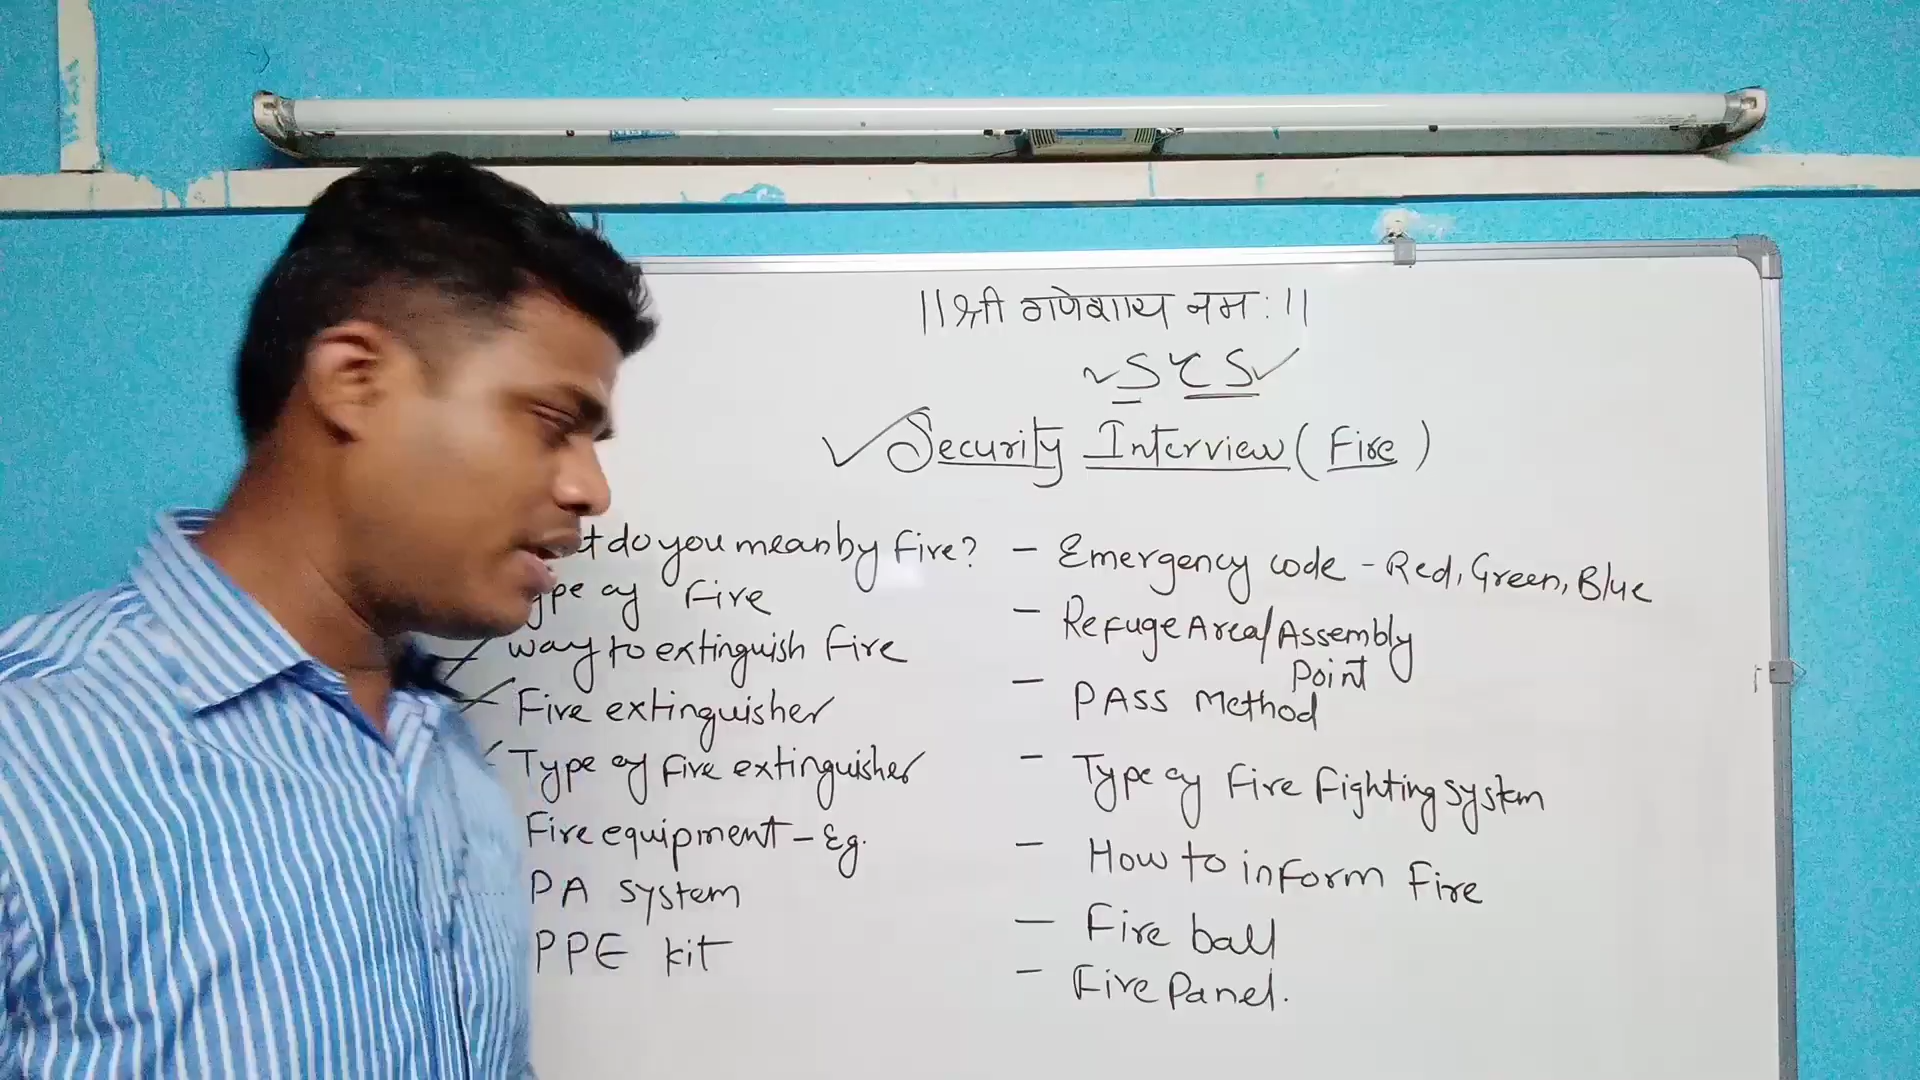 ||श्री गणेशाय नमः||
SYS
Security Interview (Fire)
t do you mean by fire?
ype of Fire
way to extinguish fire
Fire extinguisher
Type of fire extinguisher
Fire equipment - Eg.
PA system
PPE kit
- Emergency code - Red, Green, Blue
- Refuge Area/Assembly
Point
- PASS Method
- Type of Fire Fighting system
- How to inform fire
- Fire ball
- Fire Panel.